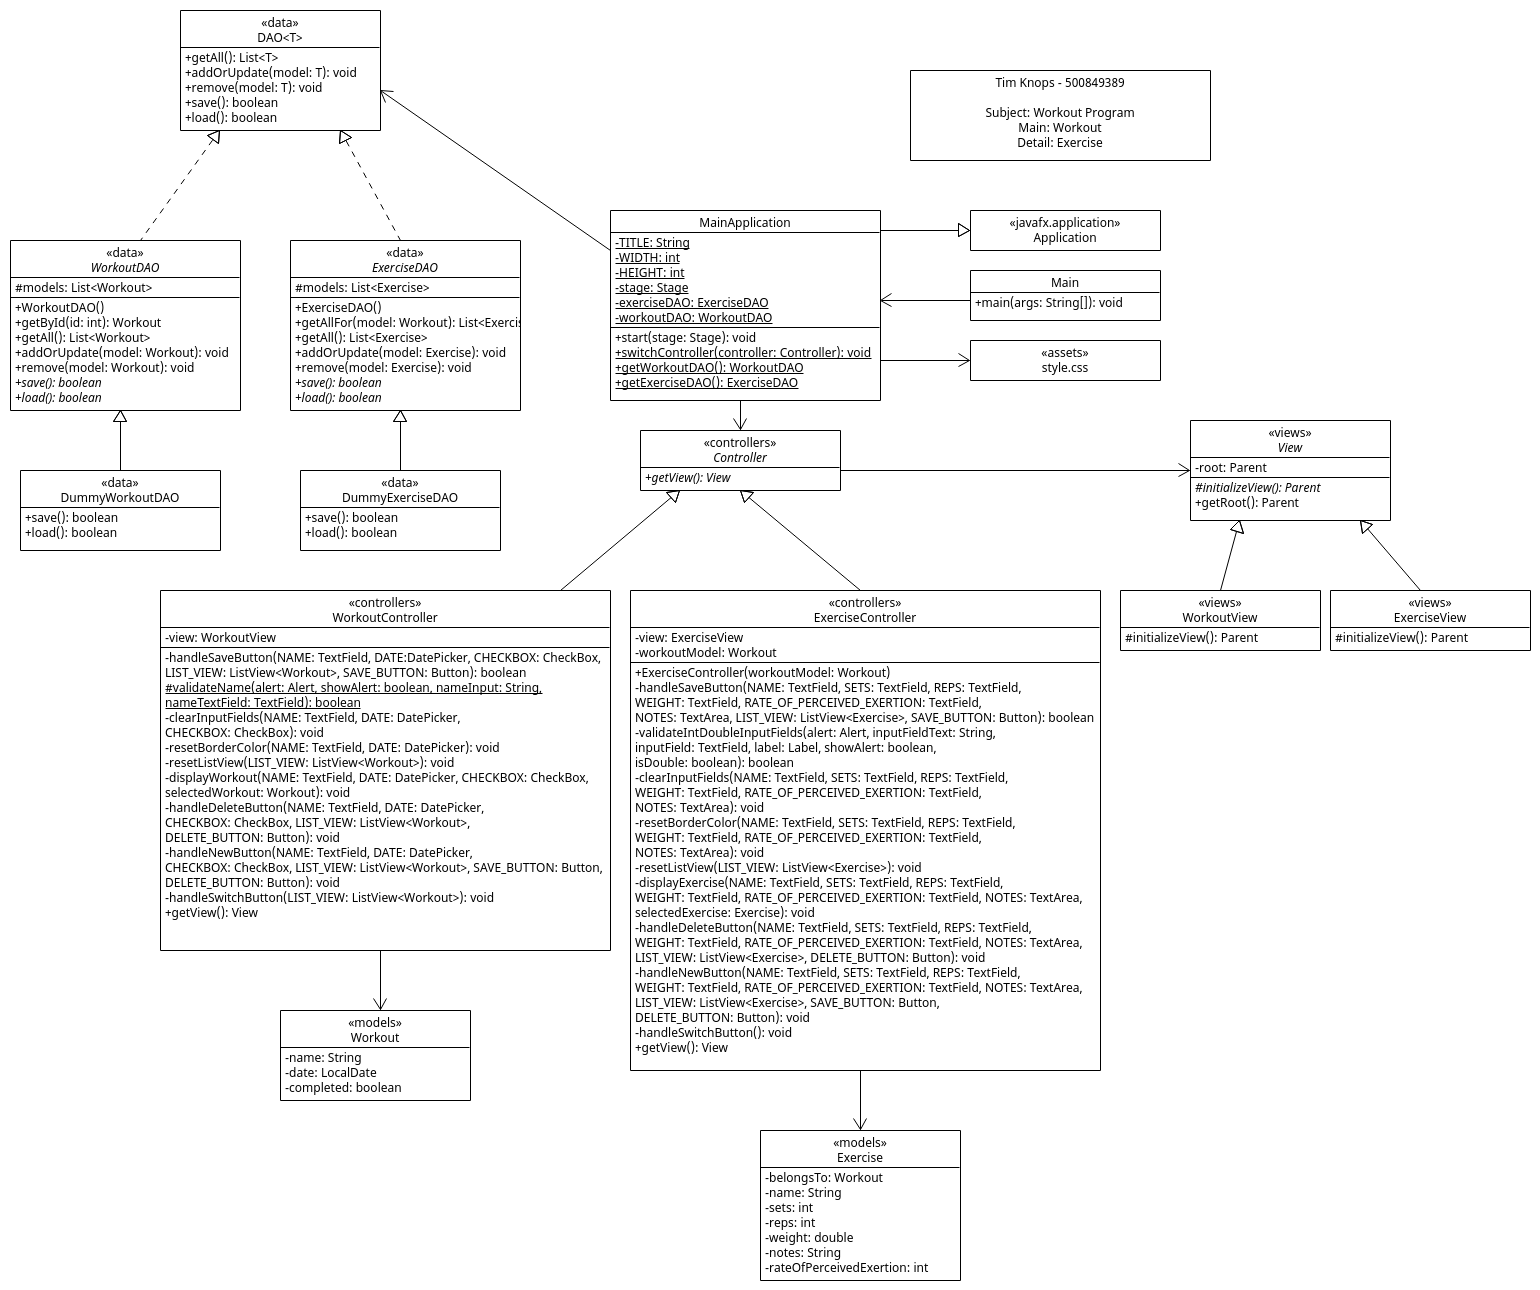 «data»
DAO<T>
+getAll(): List<T>
+addOrUpdate(model: T): void
+remove(model: T): void
+save(): boolean
+load(): boolean
Tim Knops - 500849389
Subject: Workout Program
Main: Workout
Detail: Exercise
«data»
WorkoutDAO
#models: List<Workout>
+WorkoutDAO()
+getById(id: int): Workout
+getAll(): List<Workout>
+addOrUpdate(model: Workout): void
+remove(model: Workout): void
+save(): boolean
+load(): boolean
«data»
ExerciseDAO
#models: List<Exercise>
+ExerciseDAO()
+getAllFor(model: Workout): List<Exercis
+getAll(): List<Exercise>
+addOrUpdate(model: Exercise): void
+remove(model: Exercise): void
+save(): boolean
+load(): boolean
MainApplication
-TITLE: String
-WIDTH: int
-HEIGHT: int
-stage: Stage
-exerciseDAO: ExerciseDAO
-workoutDAO: WorkoutDAO
+start(stage: Stage): void
+switchController(controller: Controller): void
+getWorkoutDAO(): WorkoutDAO
+getExerciseDAO(): ExerciseDAO
«javafx.application»
Application
Main
+main(args: String[]): void
«assets»
style.css
«data»
DummyWorkoutDAO
+save(): boolean
+load(): boolean
«data»
DummyExerciseDAO
+save(): boolean
+load(): boolean
«controllers»
Controller
+getView(): View
«views»
View
-root: Parent
#initializeView(): Parent
+getRoot(): Parent
«controllers»
WorkoutController
-view: WorkoutView
-handleSaveButton(NAME: TextField, DATE:DatePicker, CHECKBOX: CheckBox,
LIST_VIEW: ListView<Workout>, SAVE_BUTTON: Button): boolean
#validateName(alert: Alert, showAlert: boolean, nameInput: String,
nameTextField: TextField): boolean
-clearInputFields(NAME: TextField, DATE: DatePicker,
CHECKBOX: CheckBox): void
-resetBorderColor(NAME: TextField, DATE: DatePicker): void
-resetListView(LIST_VIEW: ListView<Workout>): void
-displayWorkout(NAME: TextField, DATE: DatePicker, CHECKBOX: CheckBox,
selectedWorkout: Workout): void
-handleDeleteButton(NAME: TextField, DATE: DatePicker,
CHECKBOX: CheckBox, LIST_VIEW: ListView<Workout>,
DELETE_BUTTON: Button): void
-handleNewButton(NAME: TextField, DATE: DatePicker,
CHECKBOX: CheckBox, LIST_VIEW: ListView<Workout>, SAVE_BUTTON: Button,
DELETE_BUTTON: Button): void
-handleSwitchButton(LIST_VIEW: ListView<Workout>): void
+getView(): View
«controllers»
ExerciseController
-view: ExerciseView
-workoutModel: Workout
+ExerciseController(workoutModel: Workout)
-handleSaveButton(NAME: TextField, SETS: TextField, REPS: TextField,
WEIGHT: TextField, RATE_OF_PERCEIVED_EXERTION: TextField,
NOTES: TextArea, LIST_VIEW: ListView<Exercise>, SAVE_BUTTON: Button): boolean
-validateIntDoubleInputFields(alert: Alert, inputFieldText: String,
inputField: TextField, label: Label, showAlert: boolean,
isDouble: boolean): boolean
-clearInputFields(NAME: TextField, SETS: TextField, REPS: TextField,
WEIGHT: TextField, RATE_OF_PERCEIVED_EXERTION: TextField,
NOTES: TextArea): void
-resetBorderColor(NAME: TextField, SETS: TextField, REPS: TextField,
WEIGHT: TextField, RATE_OF_PERCEIVED_EXERTION: TextField,
NOTES: TextArea): void
-resetListView(LIST_VIEW: ListView<Exercise>): void
-displayExercise(NAME: TextField, SETS: TextField, REPS: TextField,
WEIGHT: TextField, RATE_OF_PERCEIVED_EXERTION: TextField, NOTES: TextArea,
selectedExercise: Exercise): void
-handleDeleteButton(NAME: TextField, SETS: TextField, REPS: TextField,
WEIGHT: TextField, RATE_OF_PERCEIVED_EXERTION: TextField, NOTES: TextArea,
LIST_VIEW: ListView<Exercise>, DELETE_BUTTON: Button): void
-handleNewButton(NAME: TextField, SETS: TextField, REPS: TextField,
WEIGHT: TextField, RATE_OF_PERCEIVED_EXERTION: TextField, NOTES: TextArea,
LIST_VIEW: ListView<Exercise>, SAVE_BUTTON: Button,
DELETE_BUTTON: Button): void
-handleSwitchButton(): void
+getView(): View
«views»
WorkoutView
#initializeView(): Parent
«views»
ExerciseView
#initializeView(): Parent
«models»
Workout
-name: String
-date: LocalDate
-completed: boolean
«models»
Exercise
-belongsTo: Workout
-name: String
-sets: int
-reps: int
-weight: double
-notes: String
-rateOfPerceivedExertion: int